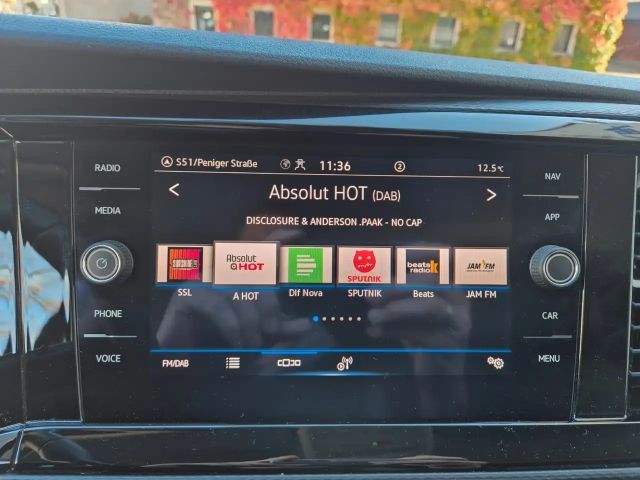 RADIO
MEDIA
PHONE
VOICE
S51/Peniger Straße 11:36 2 12.5°C
< Absolut HOT (DAB) >
DISCLOSURE & ANDERSON .PAAK - NO CAP
Absolut HOT SPUTNIK beats radio JAM FM
SSL A HOT Dlf Nova SPUTNIK Beats JAM FM
FM/DAB
NAV
APP
CAR
MENU